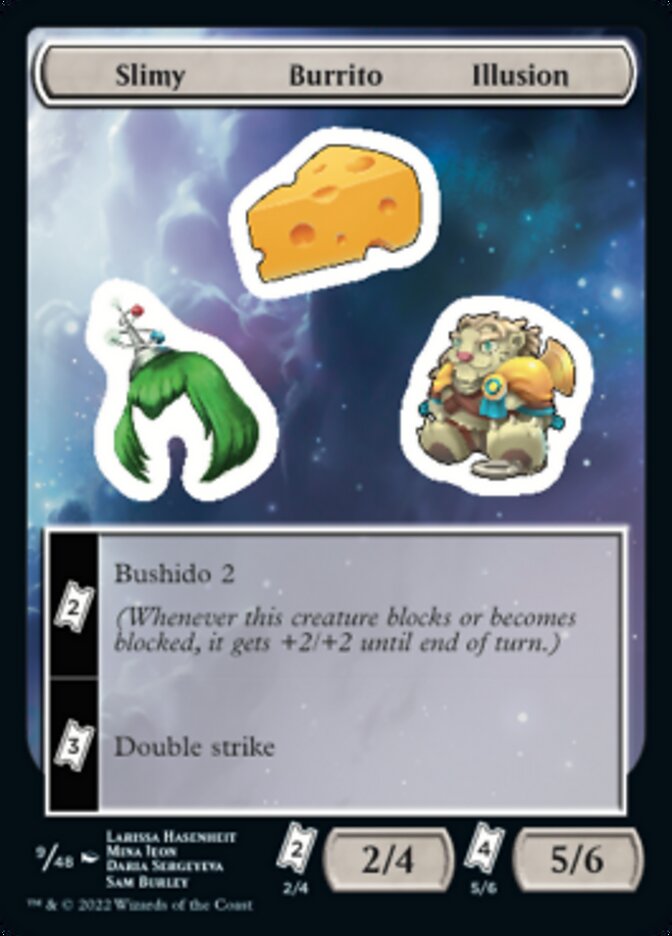 Slimy Burrito Illusion
2
Bushido 2
(Whenever this creature blocks or becomes
blocked, it gets +2/+2 until end of turn.)
3
Double strike
9/48
Larissa Hasenheit
Mina Jeon
Daria Sergeyeva
Sam Burley
2
2/4
2/4
4
5/6
5/6
™ & © 2022 Wizards of the Coast